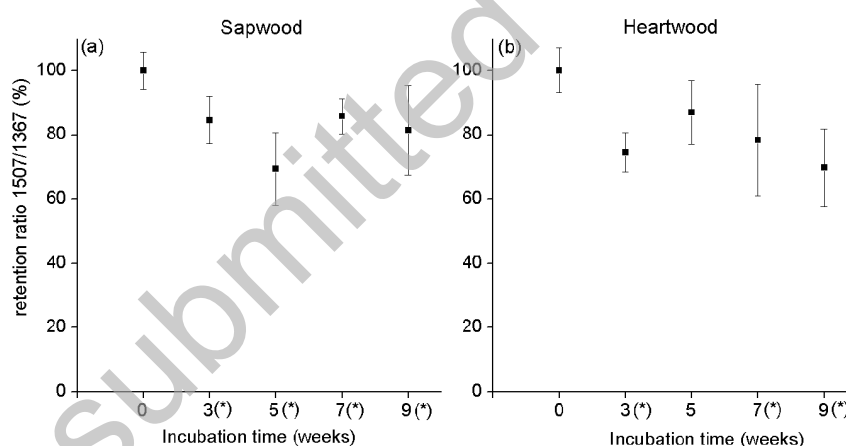 Sapwood
Heartwood
(a)
(b)
retention ratio 1507/1367 (%)
100
80
60
40
20
0
100
80
60
40
20
0
0 3(*) 5(*) 7(*) 9(*)
0 3(*) 5 7(*) 9(*)
Incubation time (weeks)
Incubation time (weeks)
submitted